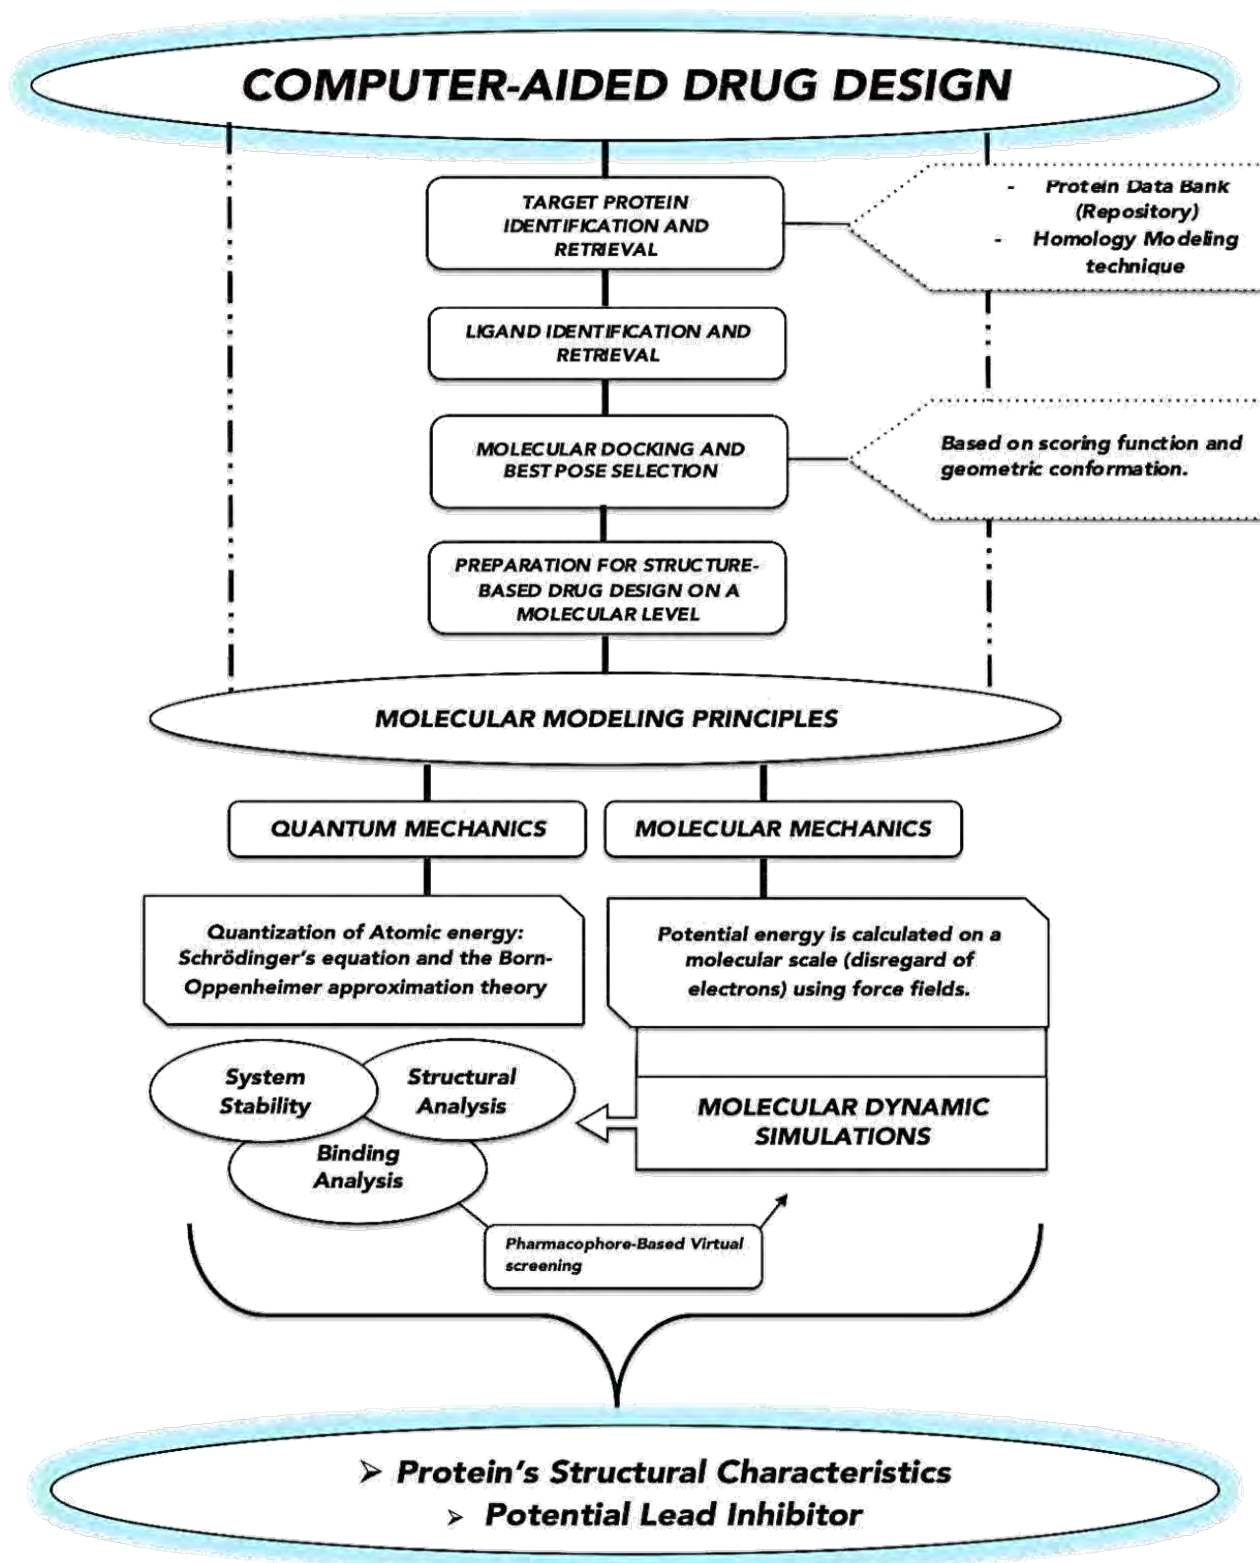 COMPUTER-AIDED DRUG DESIGN
TARGET PROTEIN
IDENTIFICATION AND
RETRIEVAL
- Protein Data Bank
(Repository)
- Homology Modeling
technique
LIGAND IDENTIFICATION AND
RETRIEVAL
MOLECULAR DOCKING AND
BEST POSE SELECTION
Based on scoring function and
geometric conformation.
PREPARATION FOR STRUCTURE-
BASED DRUG DESIGN ON A
MOLECULAR LEVEL
MOLECULAR MODELING PRINCIPLES
QUANTUM MECHANICS
MOLECULAR MECHANICS
Quantization of Atomic energy:
Schrödinger's equation and the Born-
Oppenheimer approximation theory
Potential energy is calculated on a
molecular scale (disregard of
electrons) using force fields.
System
Stability
Structural
Analysis
Binding
Analysis
MOLECULAR DYNAMIC
SIMULATIONS
Pharmacophore-Based Virtual
screening
➢ Protein's Structural Characteristics
➢ Potential Lead Inhibitor